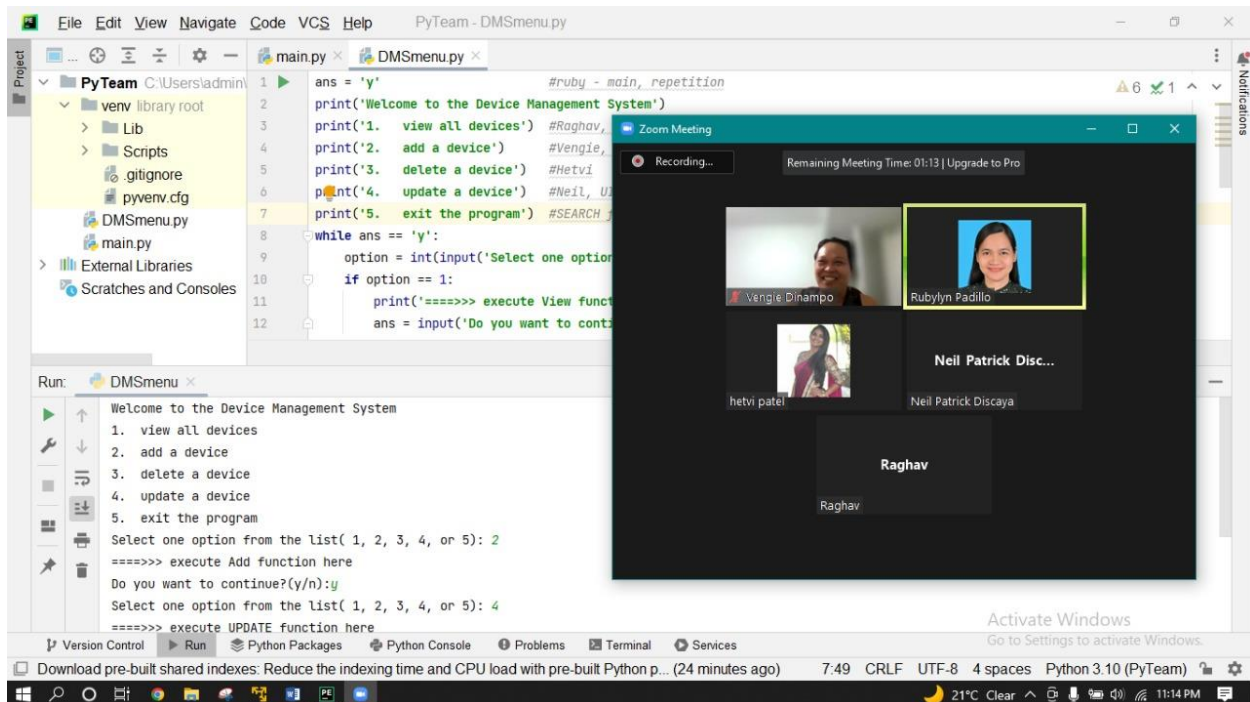 File Edit View Navigate Code VCS Help PyTeam - DMSmenu.py
Project
main.py
DMSmenu.py
PyTeam C:\Users\admin\
venv library root
Lib
Scripts
.gitignore
pyvenv.cfg
DMSmenu.py
main.py
External Libraries
Scratches and Consoles
1 ans = 'y' #ruby - main, repetition
2 print('Welcome to the Device Management System')
3 print('1. view all devices') #Raghav,
4 print('2. add a device') #Vengie,
5 print('3. delete a device') #Hetvi
6 print('4. update a device') #Neil,
7 print('5. exit the program') #SEARCH
8 while ans == 'y':
9 option = int(input('Select one option
10 if option == 1:
11 print('====>>> execute View funct
12 ans = input('Do you want to conti
6 1
Notifications
Zoom Meeting
Recording...
Remaining Meeting Time: 01:13 | Upgrade to Pro
Vengie Dinampo
Rubylyn Padillo
hetvi patel
Neil Patrick Disc...
Neil Patrick Discaya
Raghav
Raghav
Run: DMSmenu
Welcome to the Device Management System
1. view all devices
2. add a device
3. delete a device
4. update a device
5. exit the program
Select one option from the list( 1, 2, 3, 4, or 5): 2
====>>> execute Add function here
Do you want to continue?(y/n):y
Select one option from the list( 1, 2, 3, 4, or 5): 4
====>>> execute UPDATE function here
Activate Windows
Go to Settings to activate Windows.
Version Control Run Python Packages Python Console Problems Terminal Services
Download pre-built shared indexes: Reduce the indexing time and CPU load with pre-built Python p... (24 minutes ago) 7:49 CRLF UTF-8 4 spaces Python 3.10 (PyTeam)
21°C Clear 11:14 PM